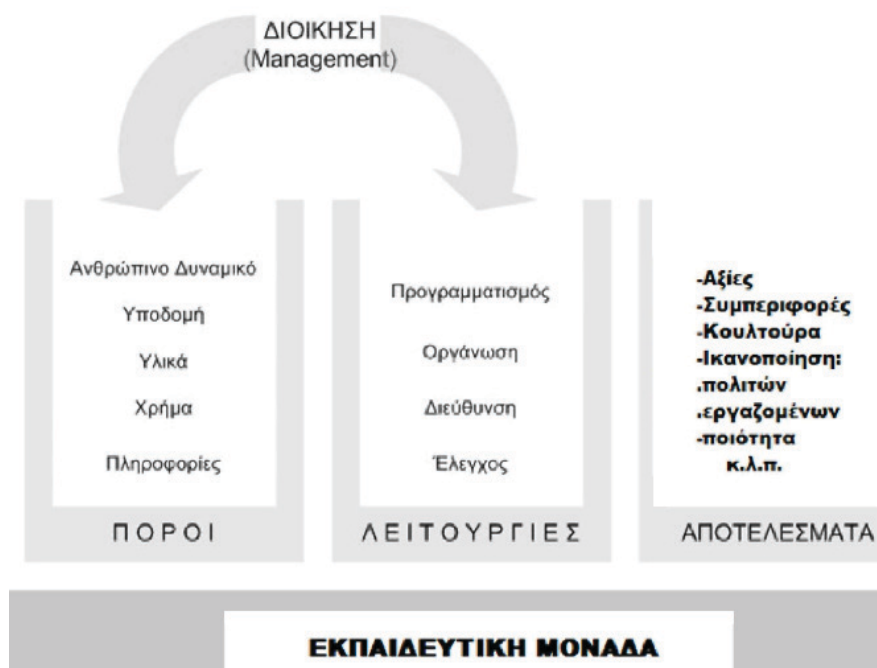 ΔΙΟΙΚΗΣΗ
(Management)
Ανθρώπινο Δυναμικό
Υποδομή
Υλικά
Χρήμα
Πληροφορίες
ΠΟΡΟΙ
Προγραμματισμός
Οργάνωση
Διεύθυνση
Έλεγχος
ΛΕΙΤΟΥΡΓΙΕΣ
-Αξίες
-Συμπεριφορές
-Κουλτούρα
-Ικανοποίηση:
.πολιτών
.εργαζομένων
-ποιότητα
κ.λ.π.
ΑΠΟΤΕΛΕΣΜΑΤΑ
ΕΚΠΑΙΔΕΥΤΙΚΗ ΜΟΝΑΔΑ